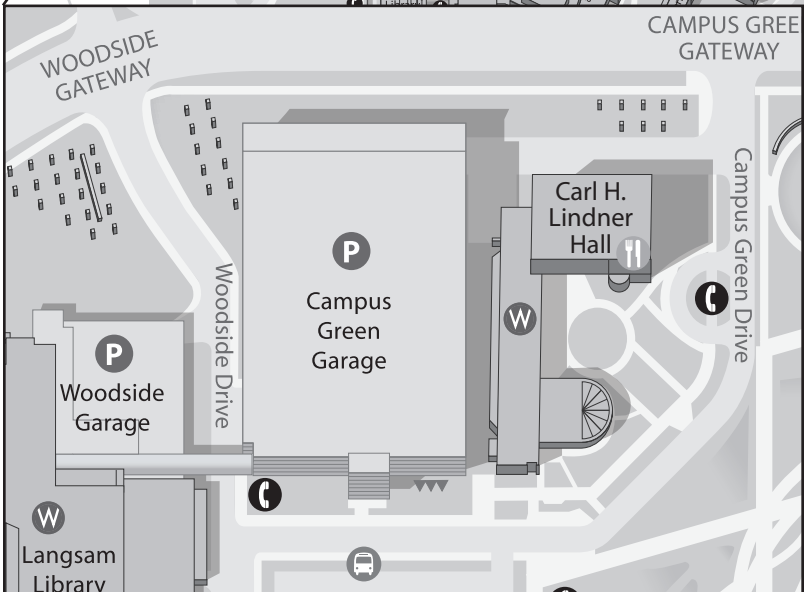 WOODSIDE
GATEWAY
CAMPUS GREE
GATEWAY
Carl H.
Lindner
Hall
P
Campus
Green
Garage
Campus Green Drive
Woodside Drive
W
P
Woodside
Garage
W
Langsam
Library